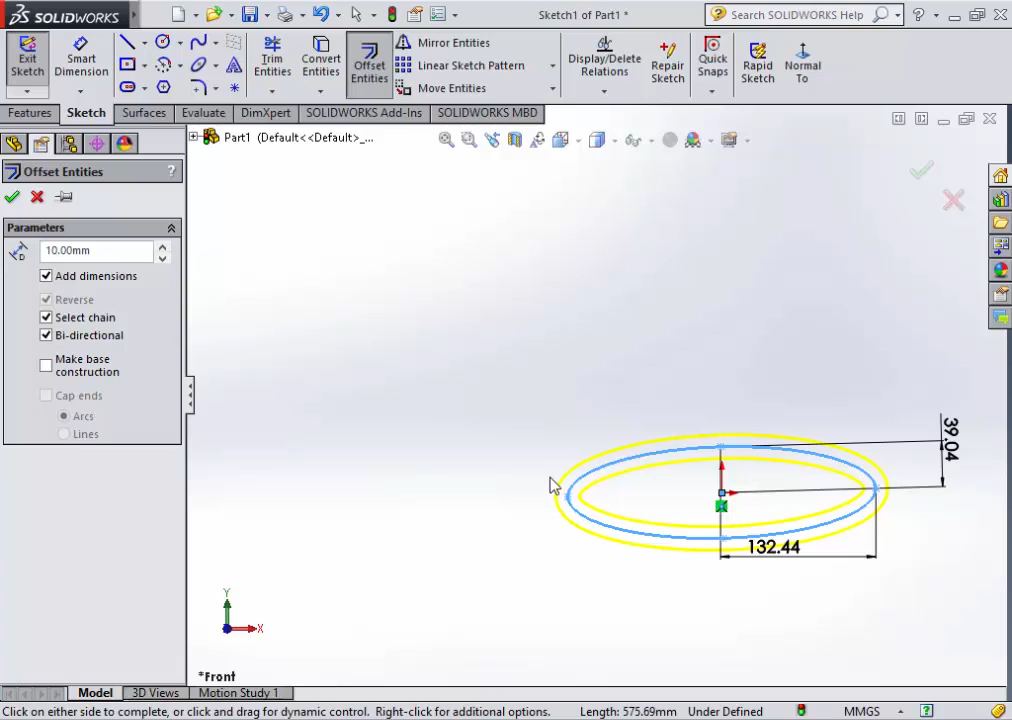 SOLIDWORKS
Sketch1 of Part1 *
Search SOLIDWORKS Help
?
Exit Sketch
Smart Dimension
Trim Entities
Convert Entities
Offset Entities
Mirror Entities
Linear Sketch Pattern
Move Entities
Display/Delete Relations
Repair Sketch
Quick Snaps
Rapid Sketch
Normal To
Features
Sketch
Surfaces
Evaluate
DimXpert
SOLIDWORKS Add-Ins
SOLIDWORKS MBD
Part1 (Default<<Default>_...
Offset Entities
?
Parameters
D
10.00mm
Add dimensions
Reverse
Select chain
Bi-directional
Make base construction
Cap ends
Arcs
Lines
39.04
132.44
Y
X
*Front
Model
3D Views
Motion Study 1
Click on either side to complete, or click and drag for dynamic control. Right-click for additional options.
Length: 575.69mm
Under Defined
MMGS
?